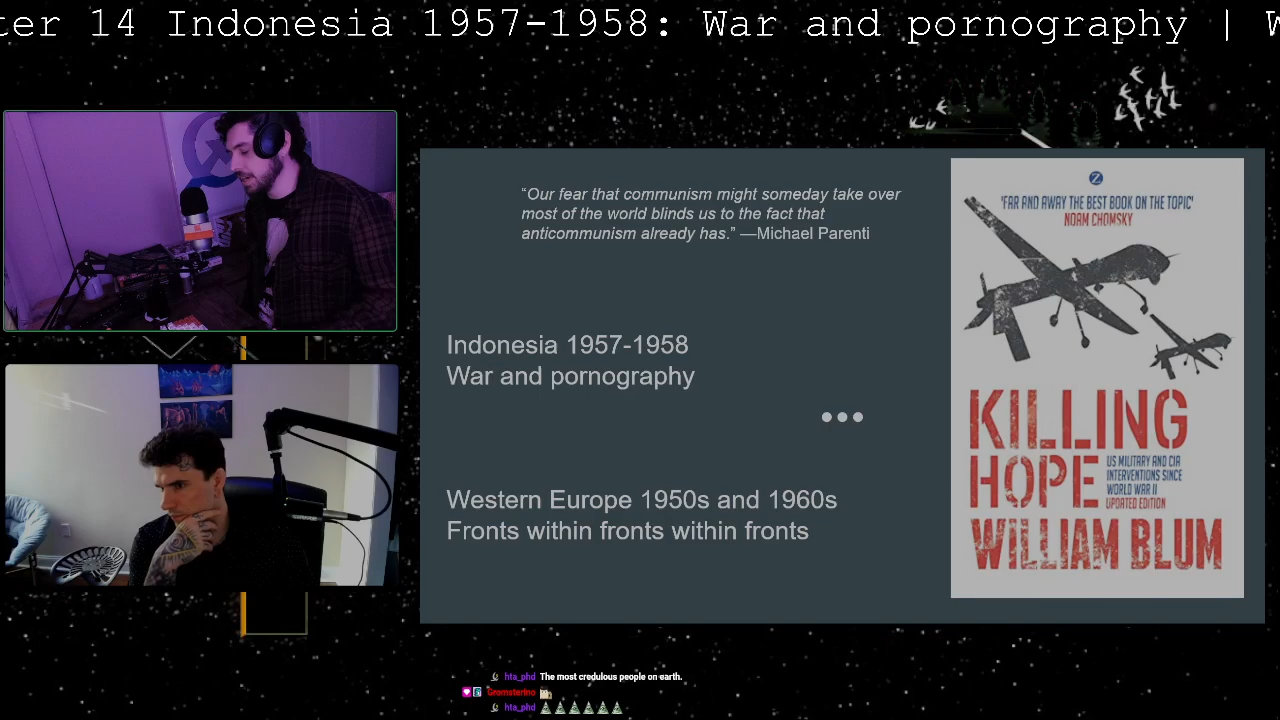 ter 14 Indonesia 1957-1958: War and pornography | W
“Our fear that communism might someday take over
most of the world blinds us to the fact that
anticommunism already has.” —Michael Parenti
Indonesia 1957-1958
War and pornography
Western Europe 1950s and 1960s
Fronts within fronts within fronts
Z
'FAR AND AWAY THE BEST BOOK ON THE TOPIC'
NOAM CHOMSKY
KILLING
HOPE
US MILITARY AND CIA
INTERVENTIONS SINCE
WORLD WAR II
UPDATED EDITION
WILLIAM BLUM
hta_phd The most credulous people on earth.
Gromsterino
hta_phd